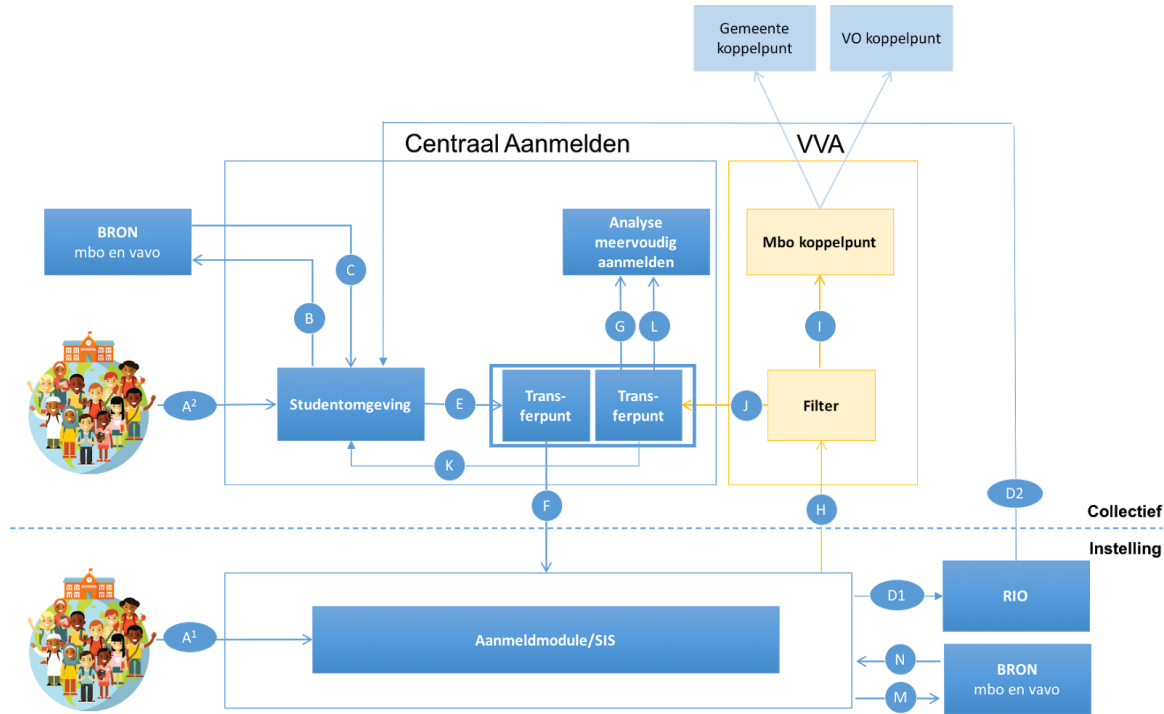 Gemeente
koppelpunt
VO koppelpunt
Centraal Aanmelden
VVA
BRON
mbo en vavo
Analyse
meervoudig
aanmelden
Mbo koppelpunt
C
B
G
L
I
A²
Studentomgeving
E
Trans-
ferpunt
Trans-
ferpunt
J
Filter
K
F
H
D2
Collectief
Instelling
A¹
Aanmeldmodule/SIS
D1
RIO
N
M
BRON
mbo en vavo